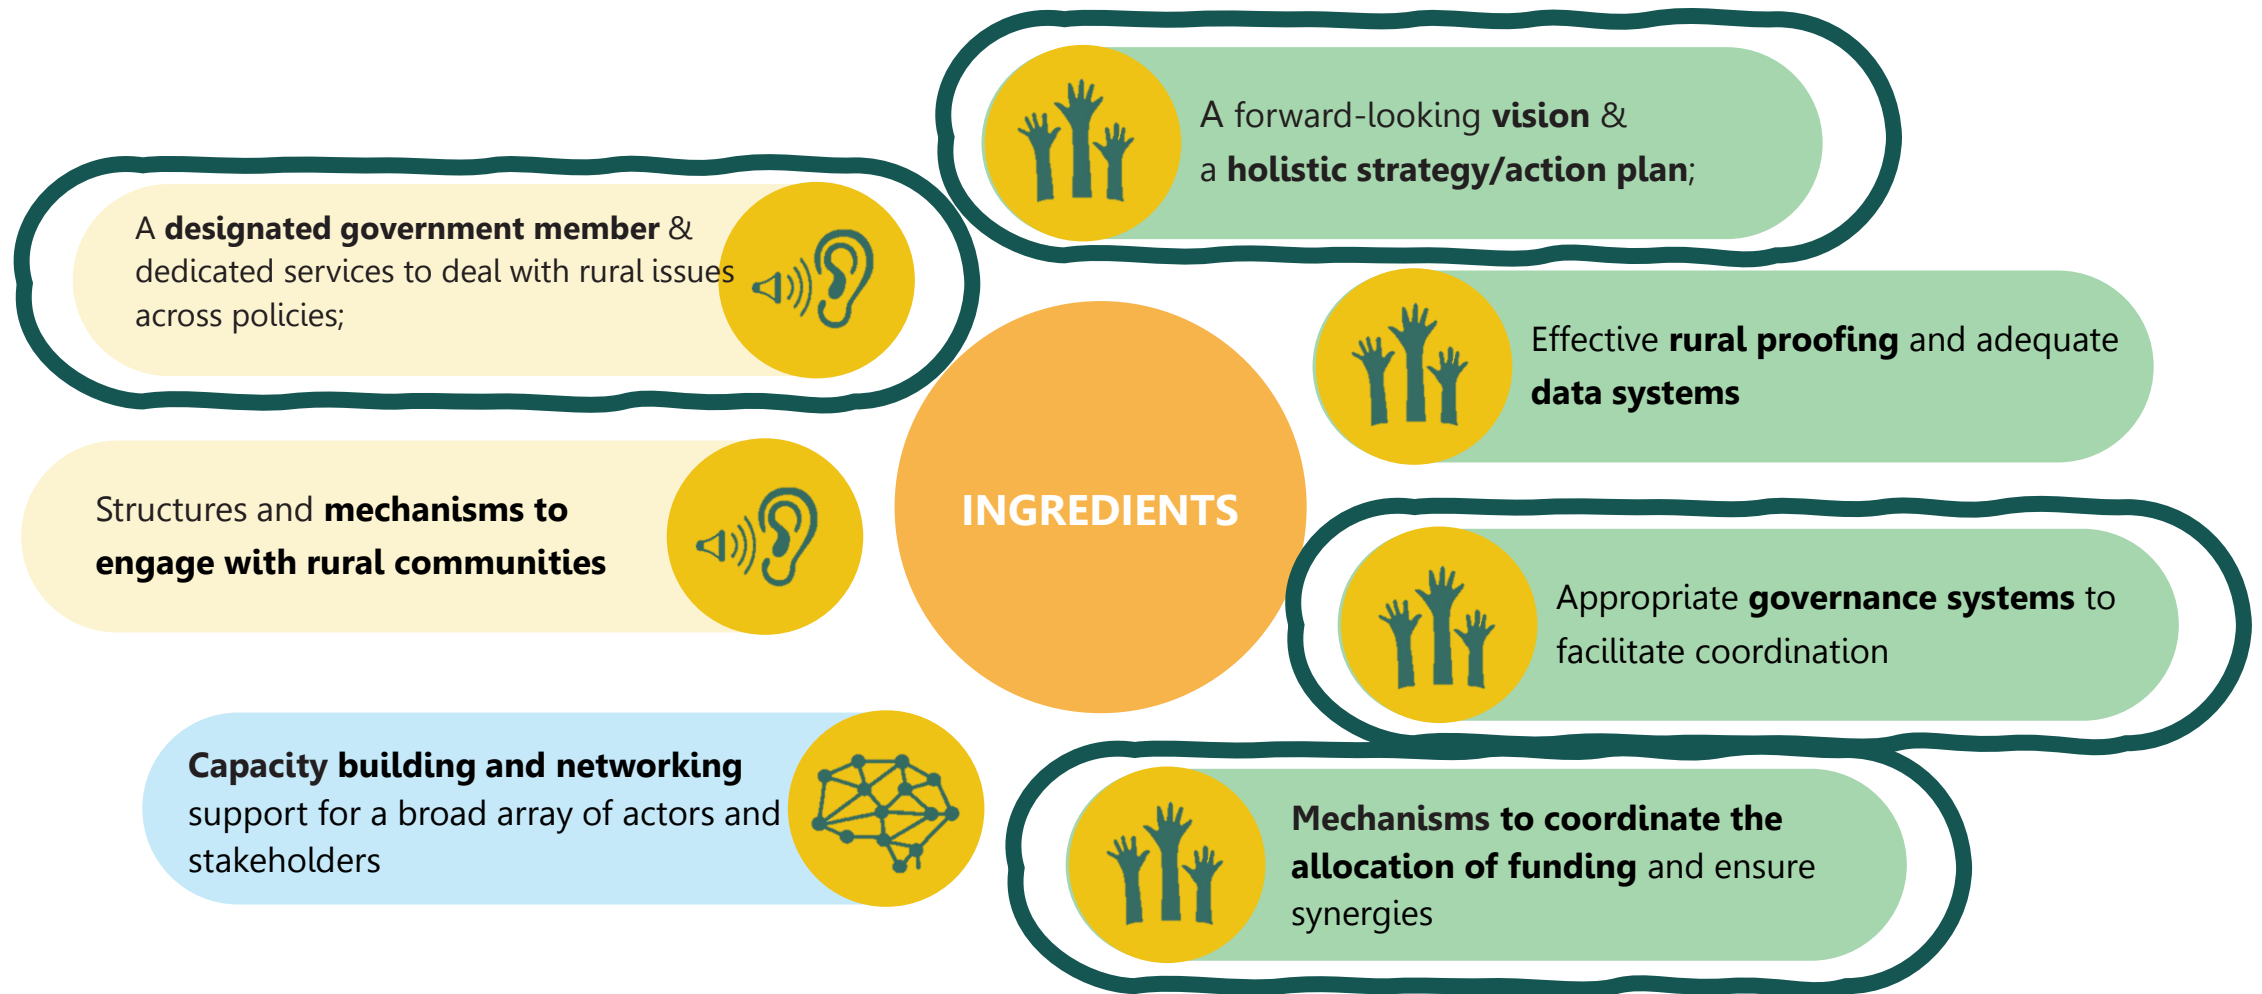 A forward-looking vision &
a holistic strategy/action plan;
A designated government member &
dedicated services to deal with rural issues
across policies;
Effective rural proofing and adequate
data systems
INGREDIENTS
Structures and mechanisms to
engage with rural communities
Appropriate governance systems to
facilitate coordination
Capacity building and networking
support for a broad array of actors and
stakeholders
Mechanisms to coordinate the
allocation of funding and ensure
synergies